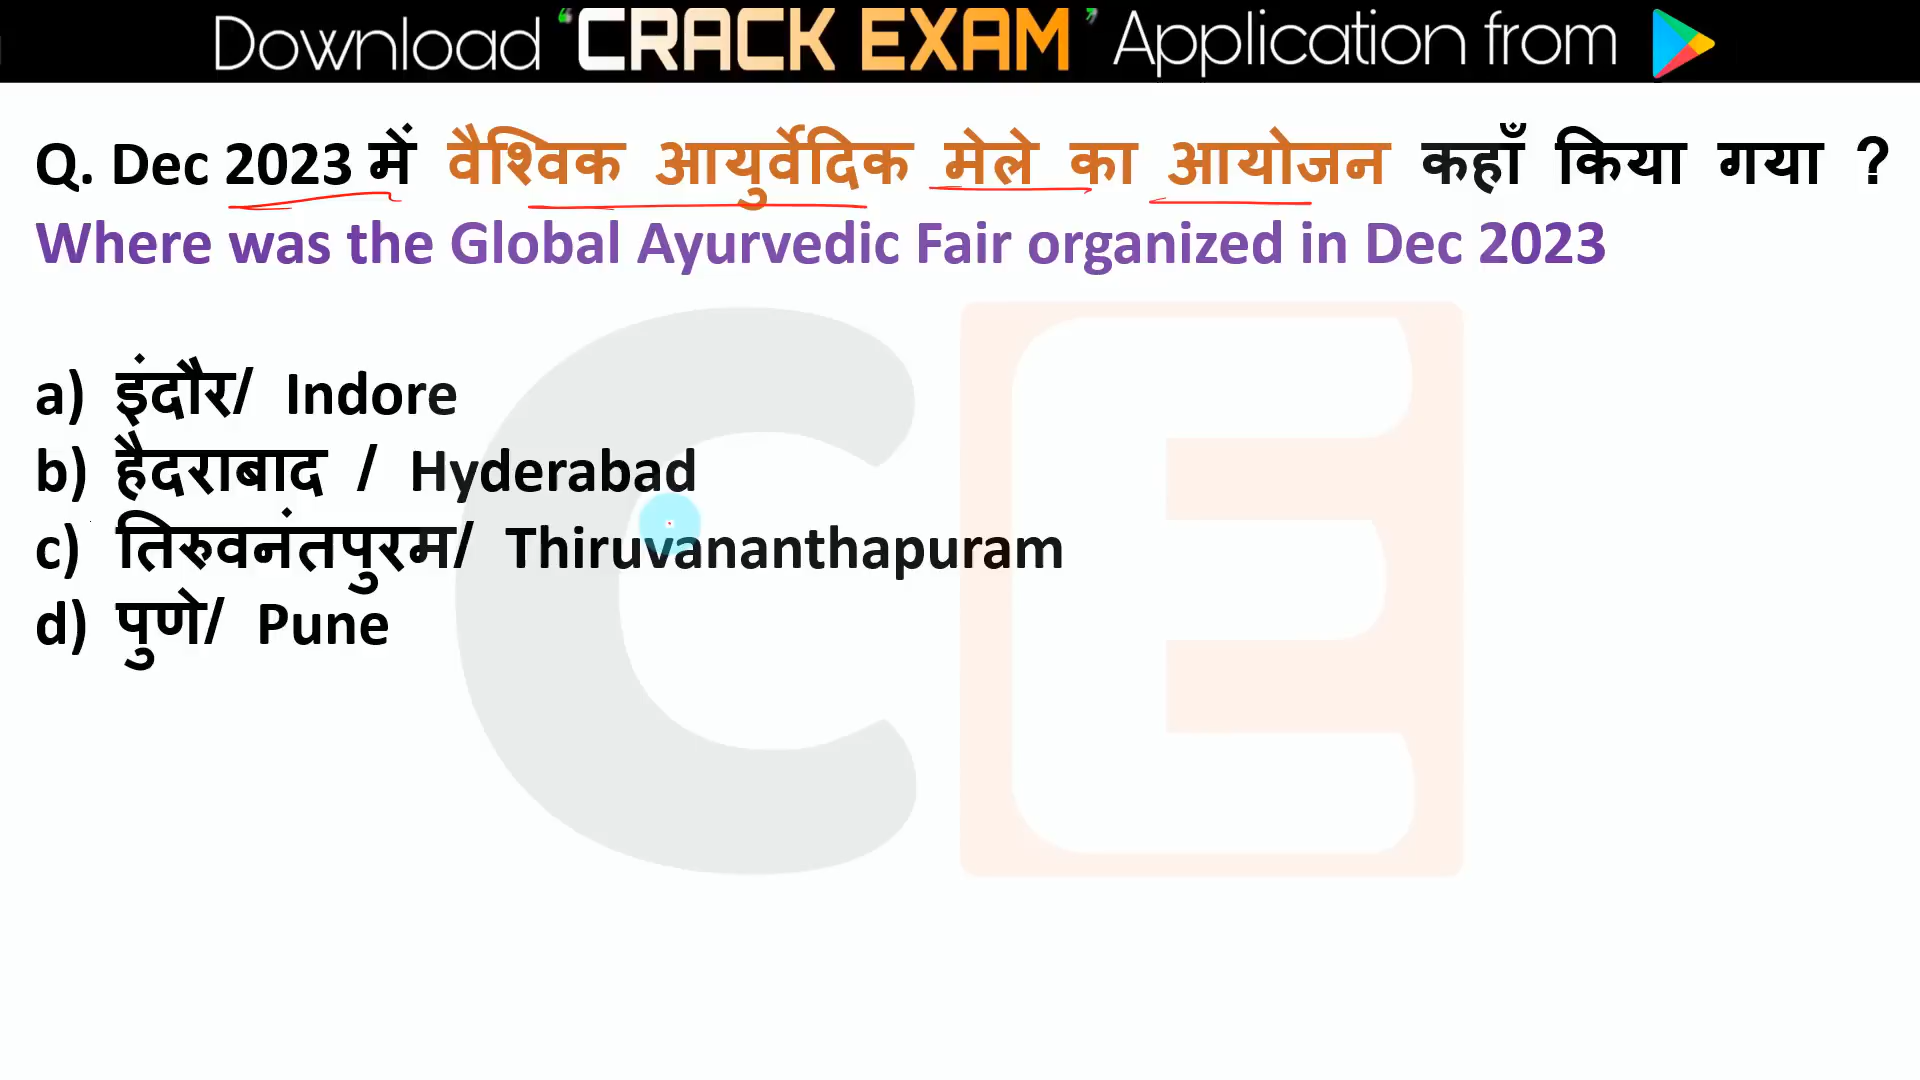 Download ‘CRACK EXAM’ Application from
Q. Dec 2023 में वैश्विक आयुर्वेदिक मेले का आयोजन कहाँ किया गया ?
Where was the Global Ayurvedic Fair organized in Dec 2023
a) इंदौर/ Indore
b) हैदराबाद / Hyderabad
c) तिरुवनंतपुरम/ Thiruvananthapuram
d) पुणे/ Pune
CE